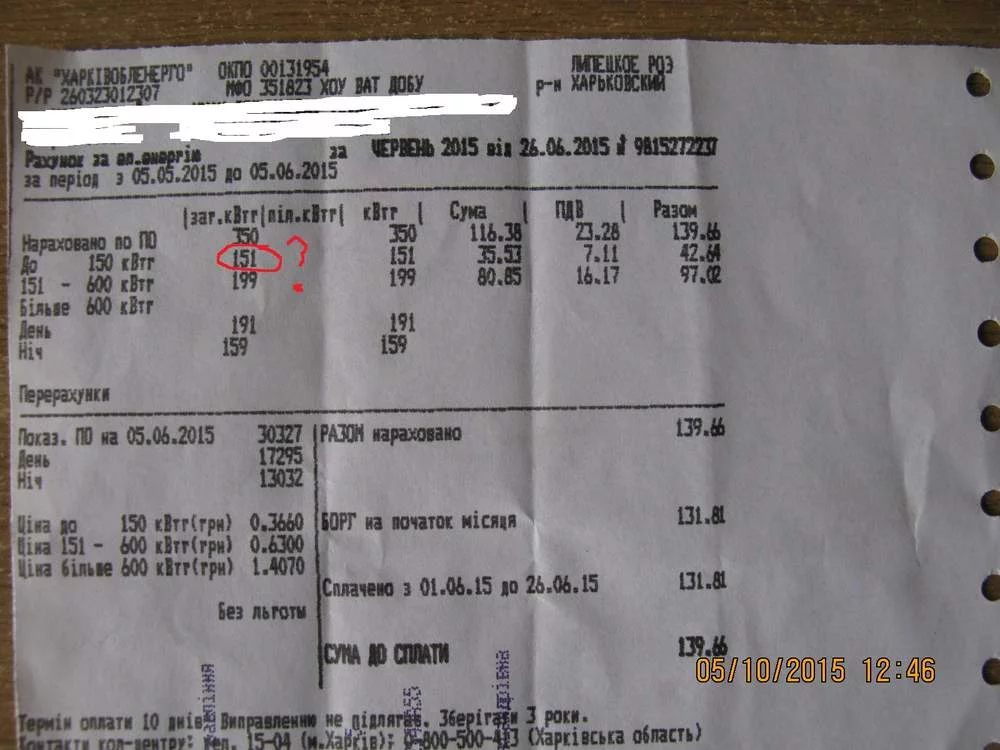 АК "ХАРКІВОБЛЕНЕРГО" ОКПО 00131954 ЛИПЕЦКОЕ РОЭ
Р/Р 260323012307 МФО 351823 ХОУ ВАТ ДОБУ р-н ХАРЬКОВСКИЙ
Рахунок за ел.енергію за ЧЕРВЕНЬ 2015 від 26.06.2015 # 9815272237
за період з 05.05.2015 до 05.06.2015
|заг.кВтг|піл.кВтг| кВтг | Сума | ПДВ | Разом
Нараховано по ПО 350 350 116.38 23.28 139.66
До 150 кВтг 151 ? 151 35.53 7.11 42.64
151 - 600 кВтг 199 199 80.85 16.17 97.02
Більше 600 кВтг
День 191 191
Ніч 159 159
Перерахунки
Показ. ПО на 05.06.2015 30327 РАЗОМ нараховано 139.66
День 17295
Ніч 13032
Ціна до 150 кВтг(грн) 0.3660 БОРГ на початок місяця 131.81
Ціна 151 - 600 кВтг(грн) 0.6300
Ціна більше 600 кВтг(грн) 1.4070
Сплачено з 01.06.15 до 26.06.15 131.81
Без льготы
СУМА ДО СПЛАТИ 139.66
05/10/2015 12:46
Термін оплати 10 днів. Виправленню не підлягає. Зберігати 3 роки.
Контакти кол-центру: тел. 15-04 (м.Харків); (Харківська область)